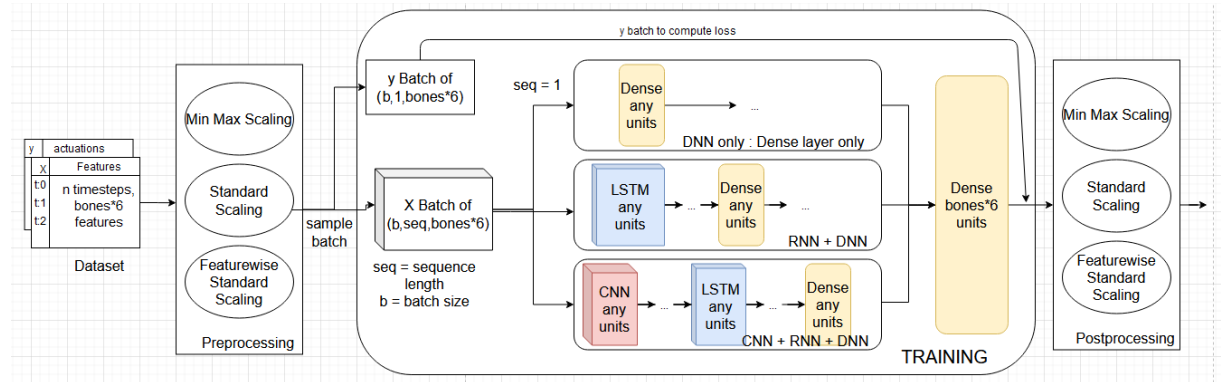 y actuations
X Features
t:0
t:1
t:2
n timesteps,
bones*6
features
Dataset
Min Max Scaling
Standard
Scaling
Featurewise
Standard
Scaling
Preprocessing
sample
batch
y batch to compute loss
y Batch of
(b,1,bones*6)
X Batch of
(b,seq,bones*6)
seq = sequence
length
b = batch size
seq = 1
Dense
any
units
...
DNN only : Dense layer only
LSTM
any
units
...
Dense
any
units
...
RNN + DNN
CNN
any
units
...
LSTM
any
units
...
Dense
any
units
CNN + RNN + DNN
Dense
bones*6
units
TRAINING
Min Max Scaling
Standard
Scaling
Featurewise
Standard
Scaling
Postprocessing